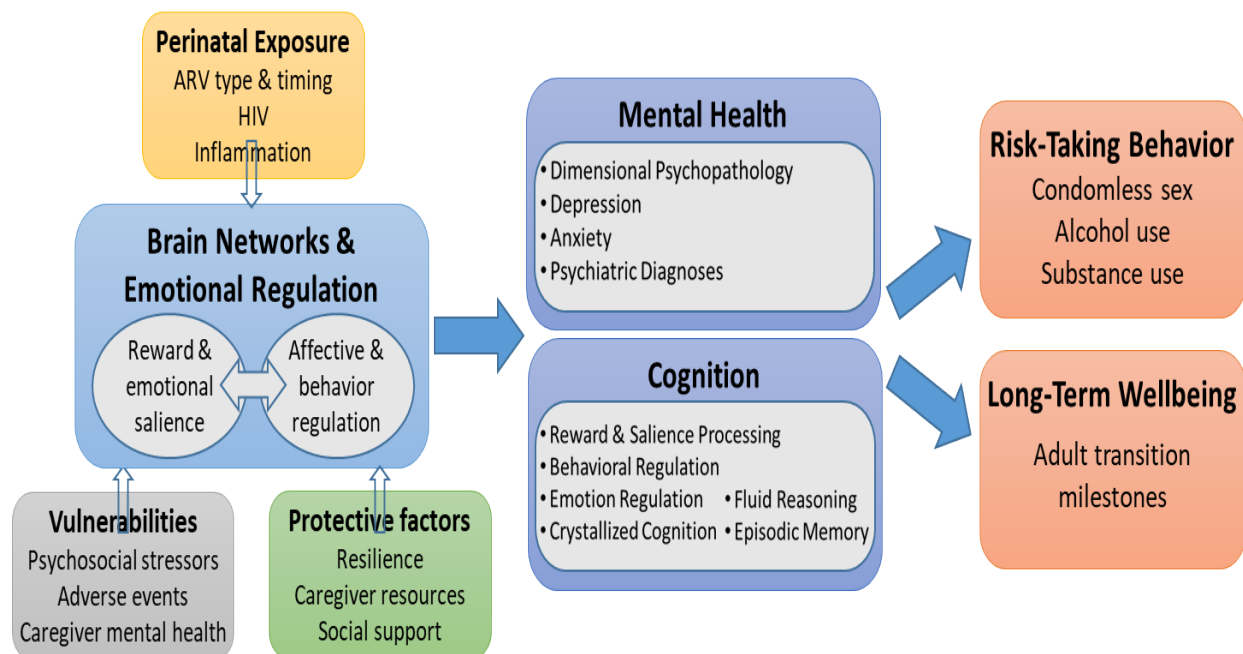 Perinatal Exposure
ARV type & timing
HIV
Inflammation
Brain Networks &
Emotional Regulation
Reward &
emotional
salience
Affective &
behavior
regulation
Vulnerabilities
Psychosocial stressors
Adverse events
Caregiver mental health
Protective factors
Resilience
Caregiver resources
Social support
Mental Health
• Dimensional Psychopathology
• Depression
• Anxiety
• Psychiatric Diagnoses
Cognition
• Reward & Salience Processing
• Behavioral Regulation
• Emotion Regulation • Fluid Reasoning
• Crystallized Cognition • Episodic Memory
Risk-Taking Behavior
Condomless sex
Alcohol use
Substance use
Long-Term Wellbeing
Adult transition
milestones